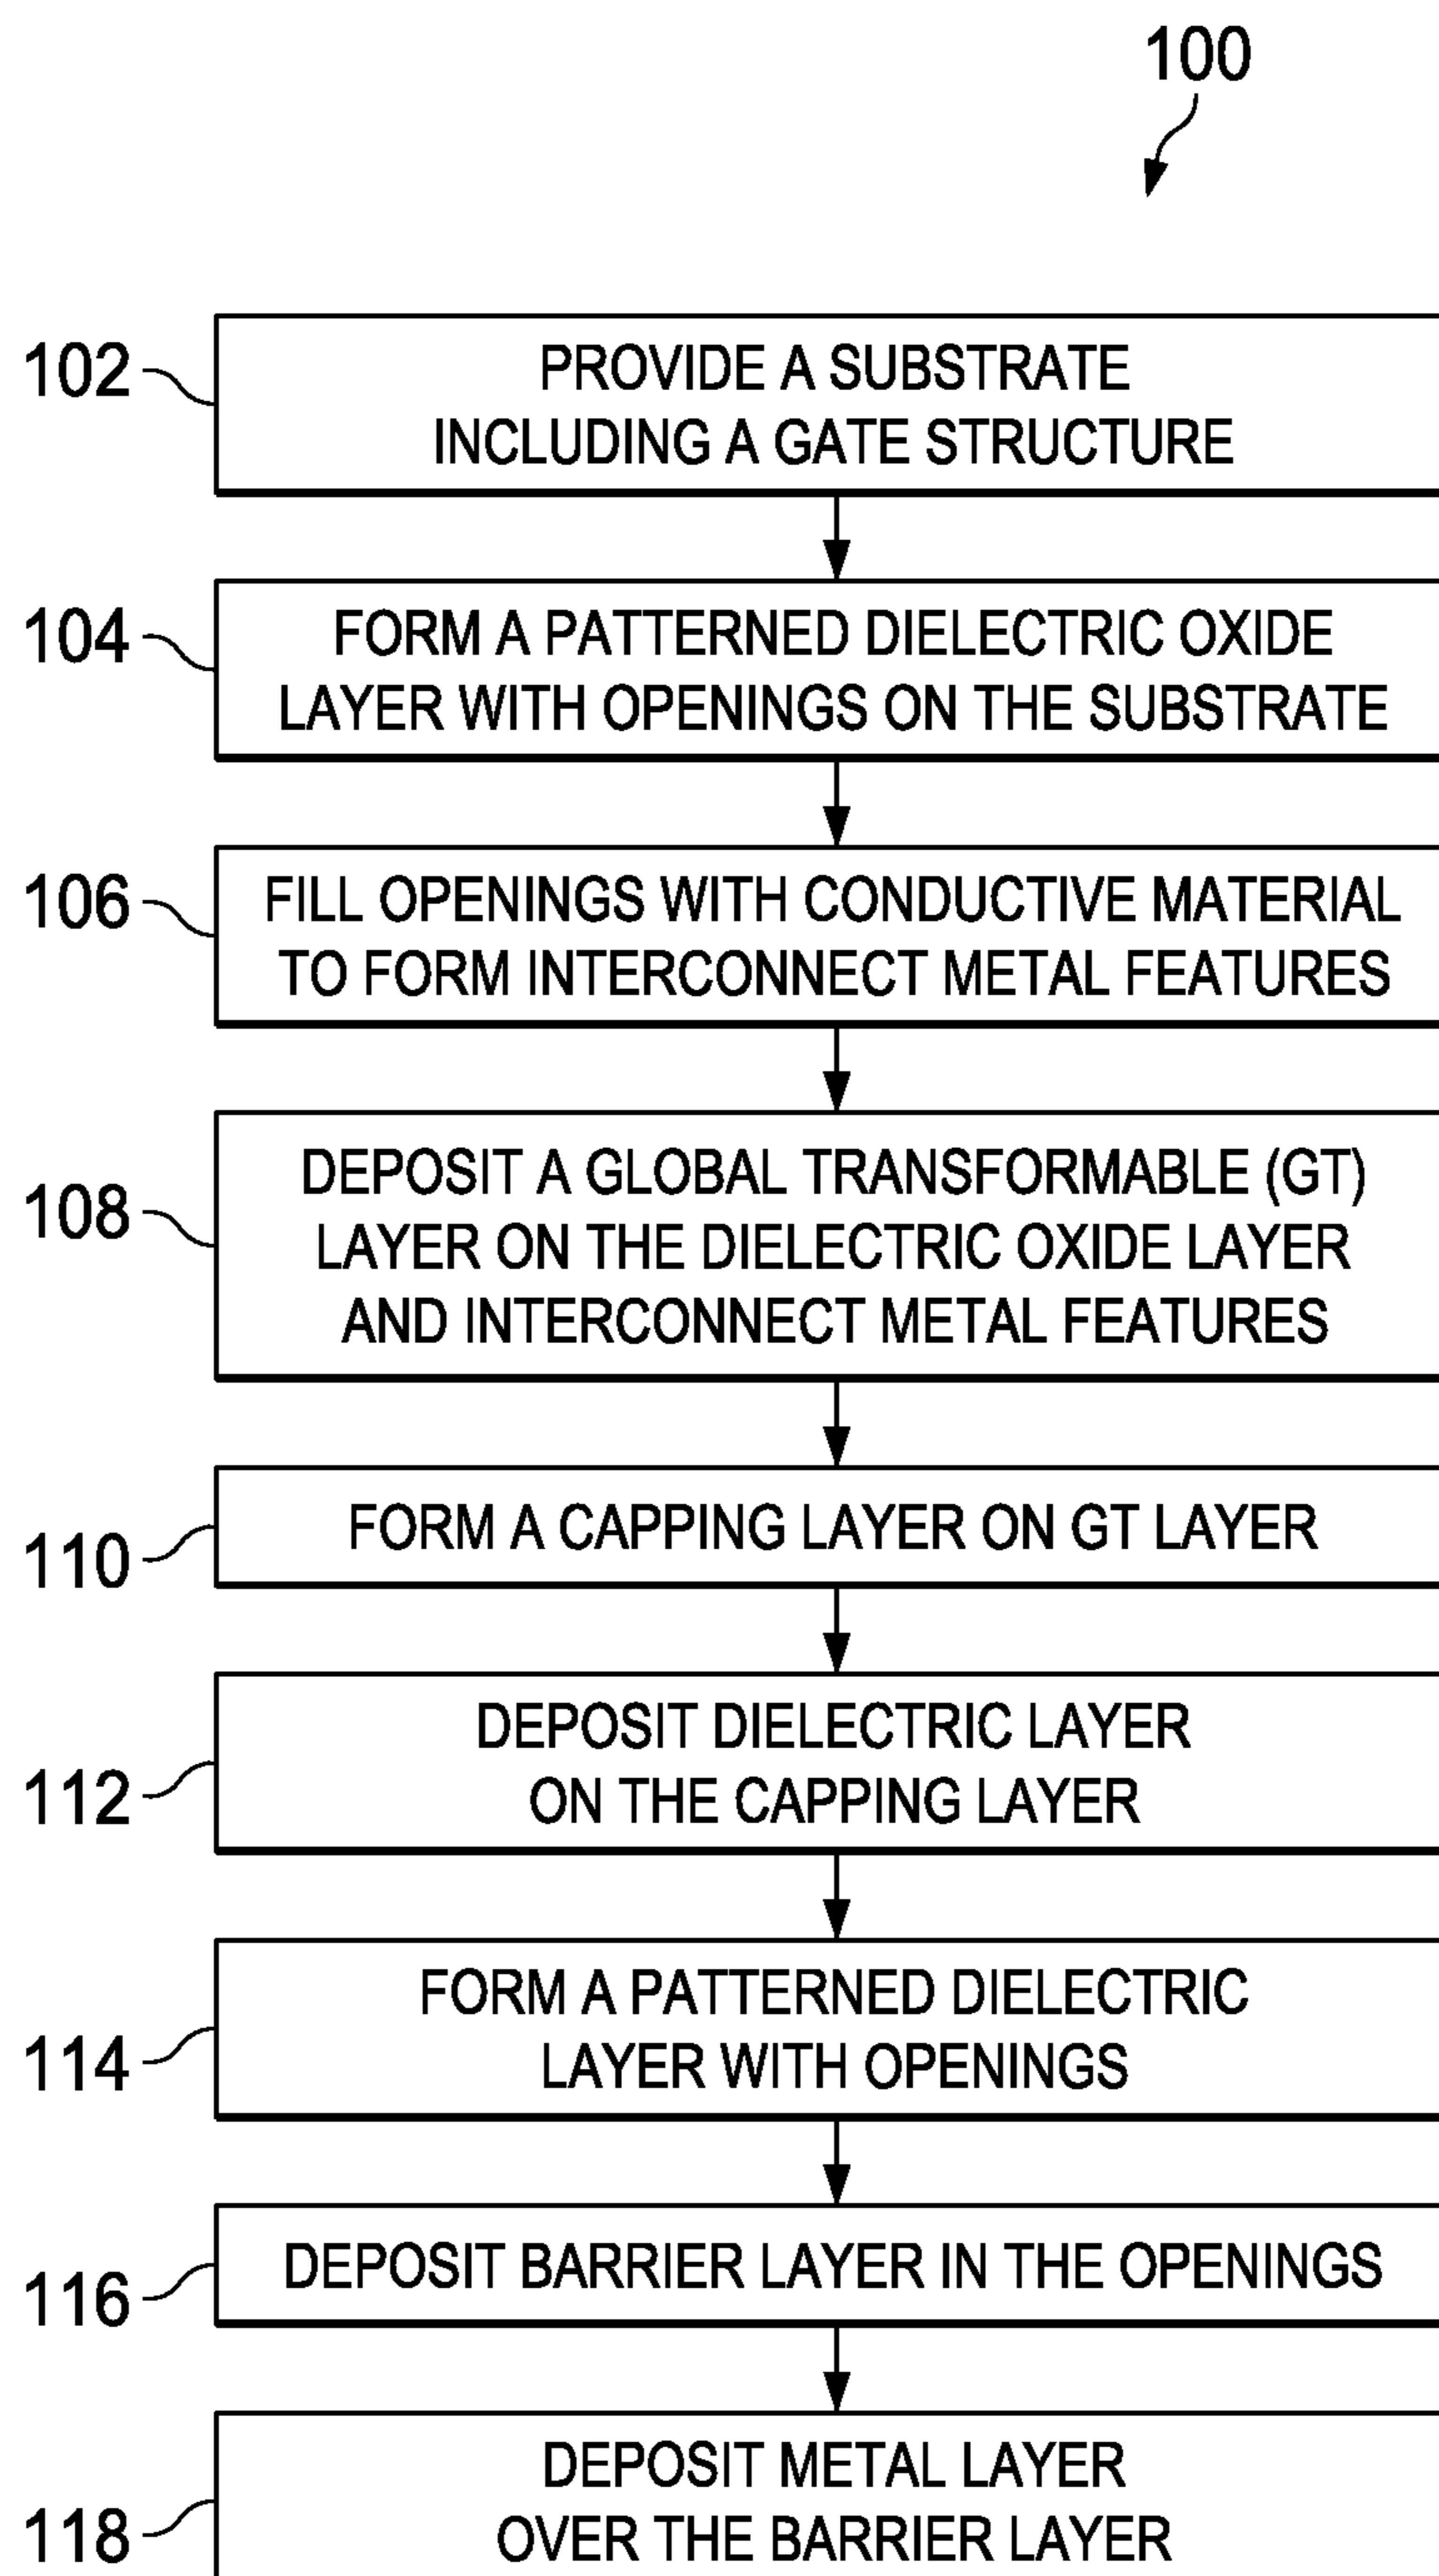 100
102
PROVIDE A SUBSTRATE
INCLUDING A GATE STRUCTURE
104
FORM A PATTERNED DIELECTRIC OXIDE
LAYER WITH OPENINGS ON THE SUBSTRATE
106
FILL OPENINGS WITH CONDUCTIVE MATERIAL
TO FORM INTERCONNECT METAL FEATURES
108
DEPOSIT A GLOBAL TRANSFORMABLE (GT)
LAYER ON THE DIELECTRIC OXIDE LAYER
AND INTERCONNECT METAL FEATURES
110
FORM A CAPPING LAYER ON GT LAYER
112
DEPOSIT DIELECTRIC LAYER
ON THE CAPPING LAYER
114
FORM A PATTERNED DIELECTRIC
LAYER WITH OPENINGS
116
DEPOSIT BARRIER LAYER IN THE OPENINGS
118
DEPOSIT METAL LAYER
OVER THE BARRIER LAYER